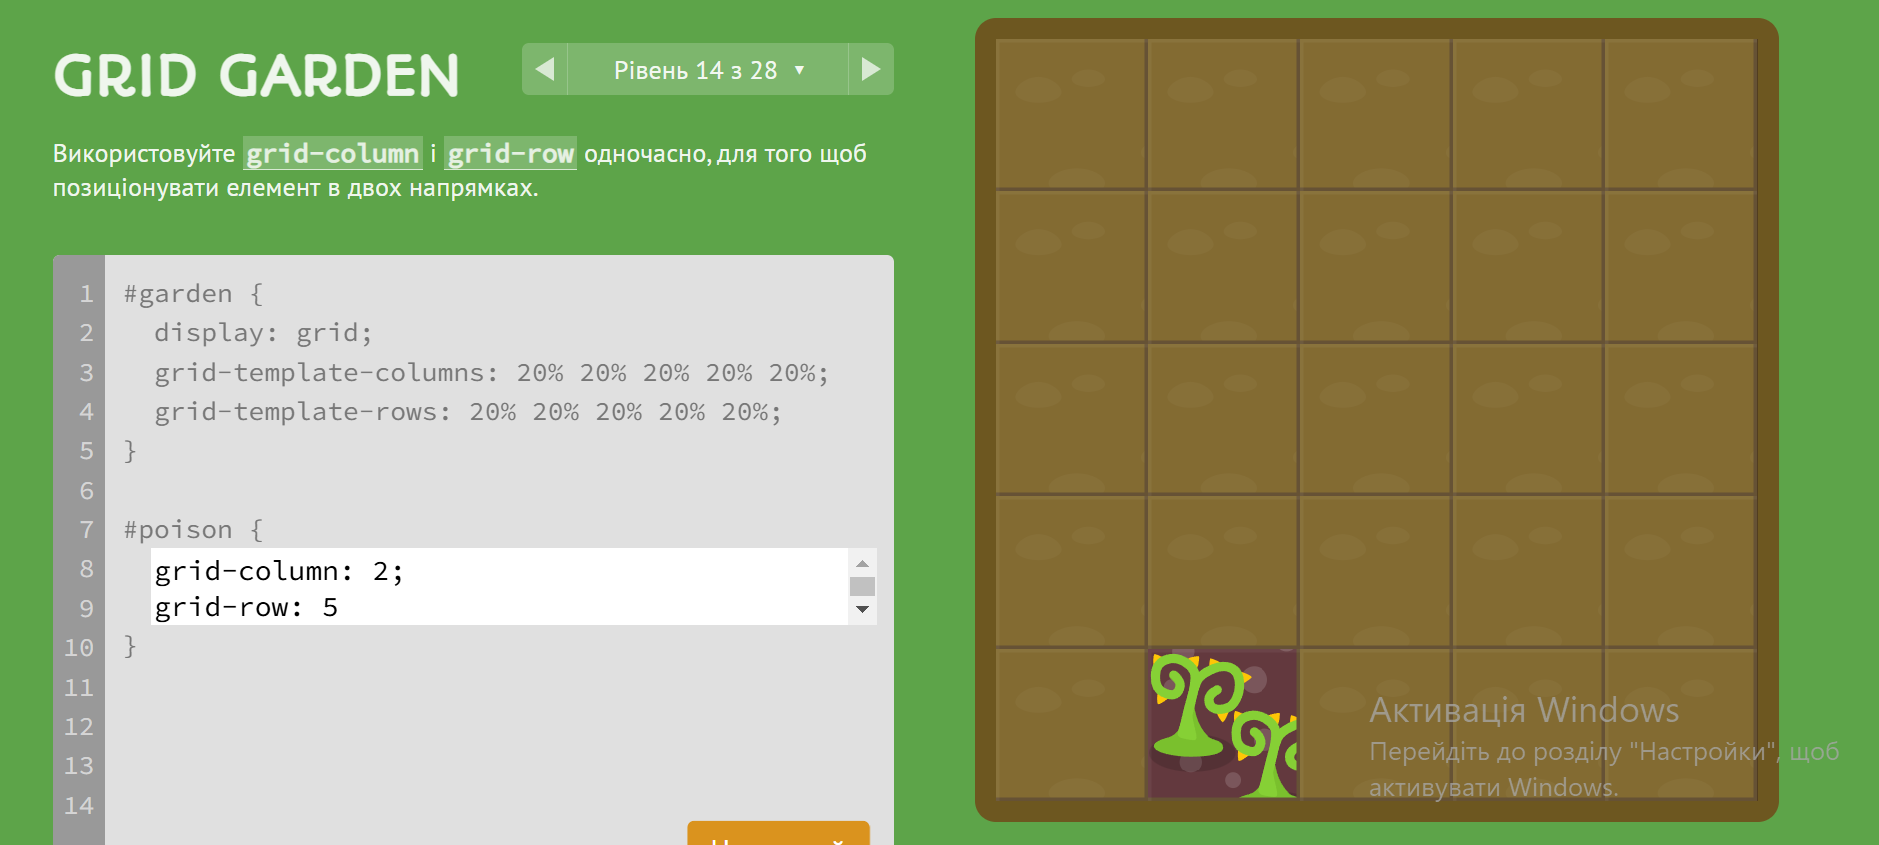 GRID GARDEN
Рівень 14 з 28
Використовуйте grid-column і grid-row одночасно, для того щоб
позиціонувати елемент в двох напрямках.
1 #garden {
2 display: grid;
3 grid-template-columns: 20% 20% 20% 20% 20%;
4 grid-template-rows: 20% 20% 20% 20% 20%;
5 }
6
7 #poison {
8 grid-column: 2;
9 grid-row: 5
10 }
11
12
13
14
Активація Windows
Перейдіть до розділу "Настройки", щоб
активувати Windows.